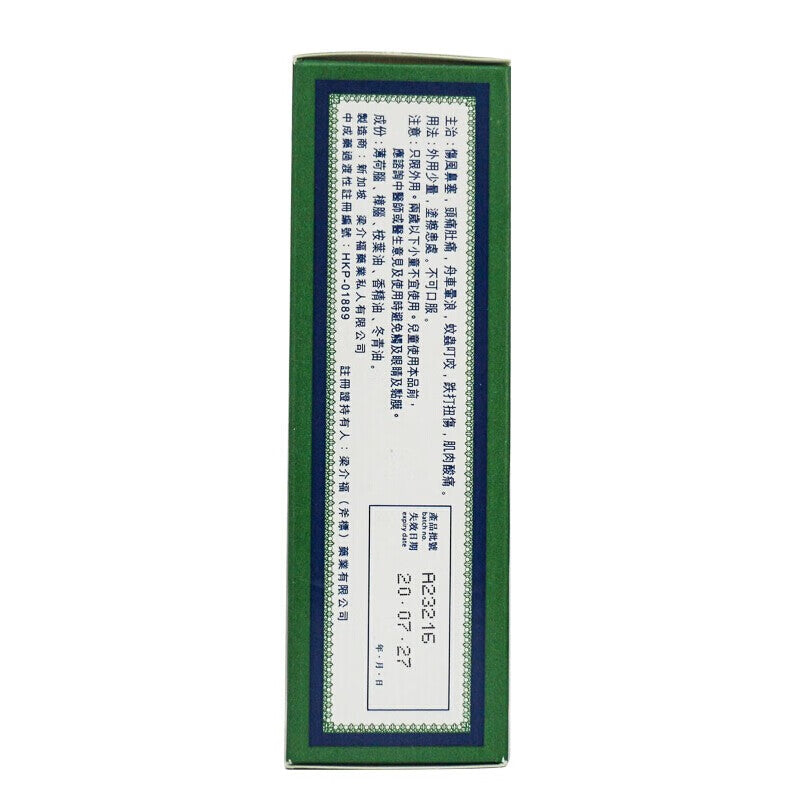 主治：傷風鼻塞，頭痛肚痛，舟車暈浪，蚊蟲叮咬，跌打扭傷，肌肉酸痛。
用法：外用少量，塗擦患處。不可口服。
注意：只限外用。兩歲以下小童不宜使用。兒童使用本品前，
應諮詢中醫師或醫生意見及使用時避免觸及眼睛及黏膜。
成份：薄荷腦、樟腦、桉葉油、香精油、冬青油。
製造商：新加坡 梁介福藥業私人有限公司
中成藥過渡性註冊編號：HKP-01889
註冊證持有人：梁介福（斧標）藥業有限公司
產品批號
batch no.
A23216
失效日期
expiry date
20·07·27
年·月·日